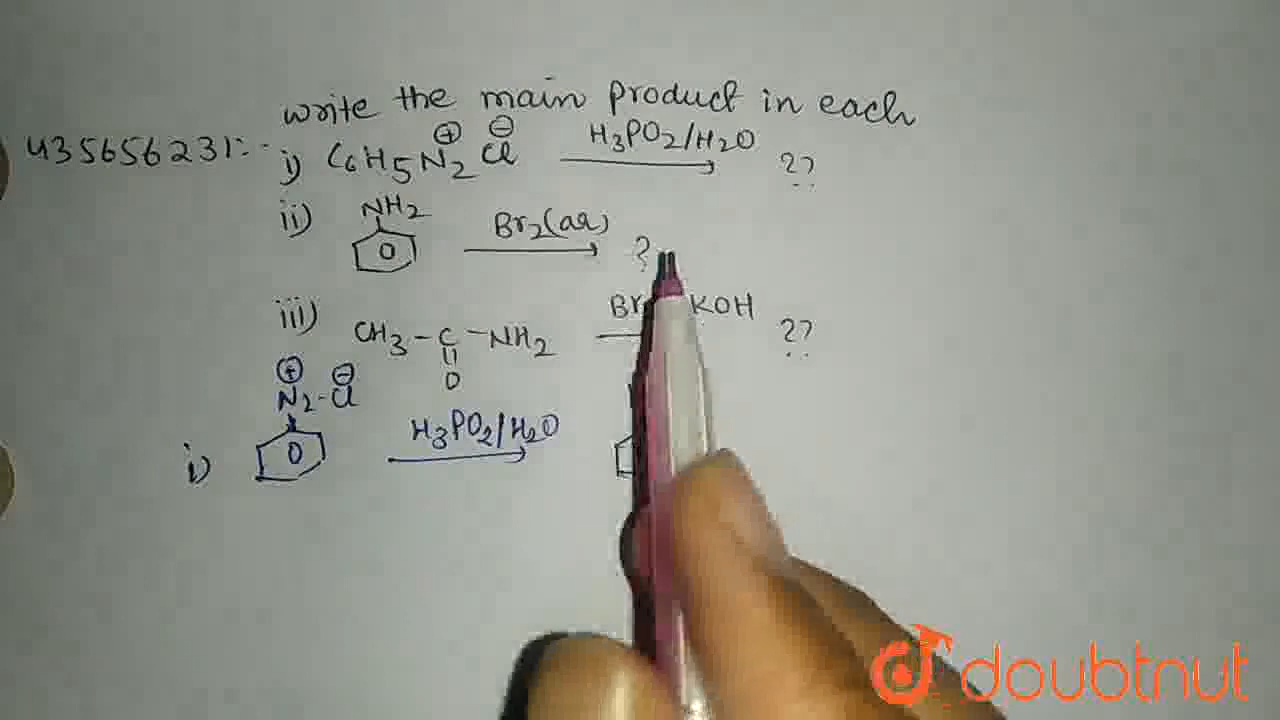 write the main product in each
435656231:-
i) C6H5N2 Cl H3PO2/H2O ??
⊕ ⊖
ii) NH2 Br2(aq) ?
iii) CH3-C-NH2 KOH ??
O
⊕ ⊖
N2-Cl
i) H3PO2/H2O
doubtnut